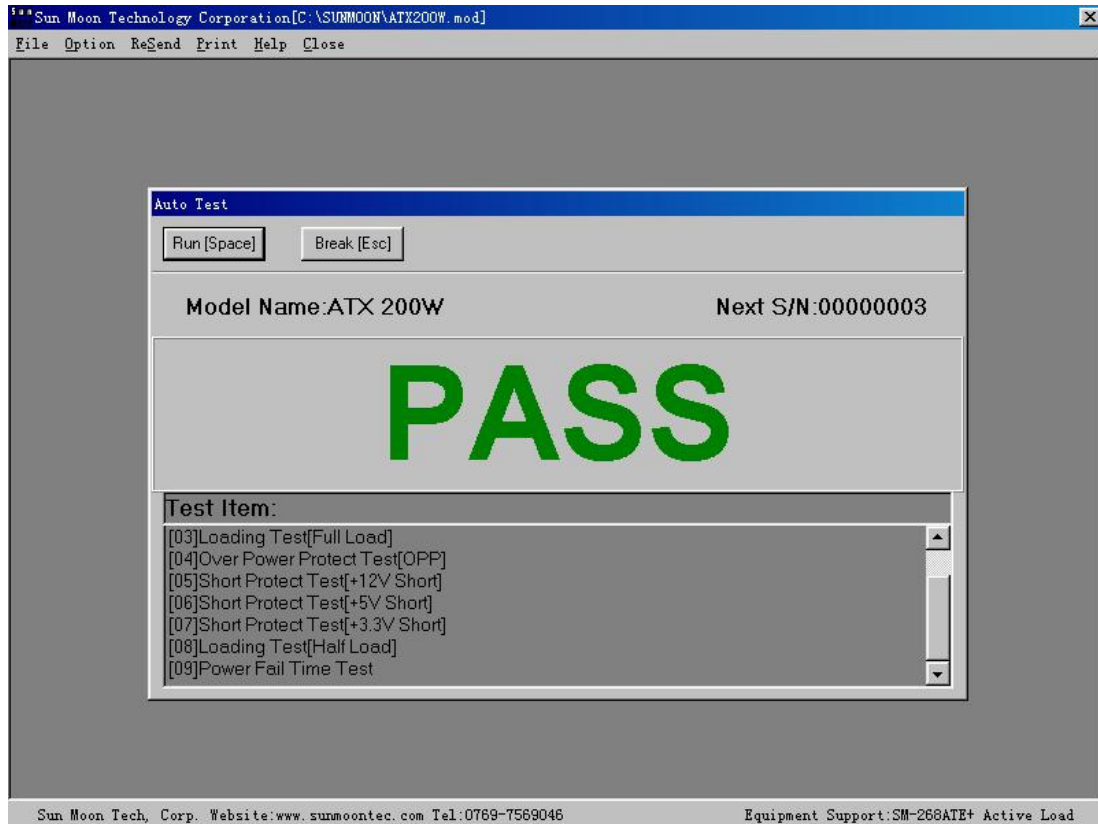 Sun Moon Technology Corporation[C:\SUNMOON\ATX200W.mod]
File Option ReSend Print Help Close
Auto Test
Run [Space] Break [Esc]
Model Name:ATX 200W Next S/N:00000003
PASS
Test Item:
[03]Loading Test[Full Load]
[04]Over Power Protect Test[OPP]
[05]Short Protect Test[+12V Short]
[06]Short Protect Test[+5V Short]
[07]Short Protect Test[+3.3V Short]
[08]Loading Test[Half Load]
[09]Power Fail Time Test
Sun Moon Tech, Corp. Website:www.sunmoontec.com Tel:0769-7569046 Equipment Support:SM-268ATE+ Active Load